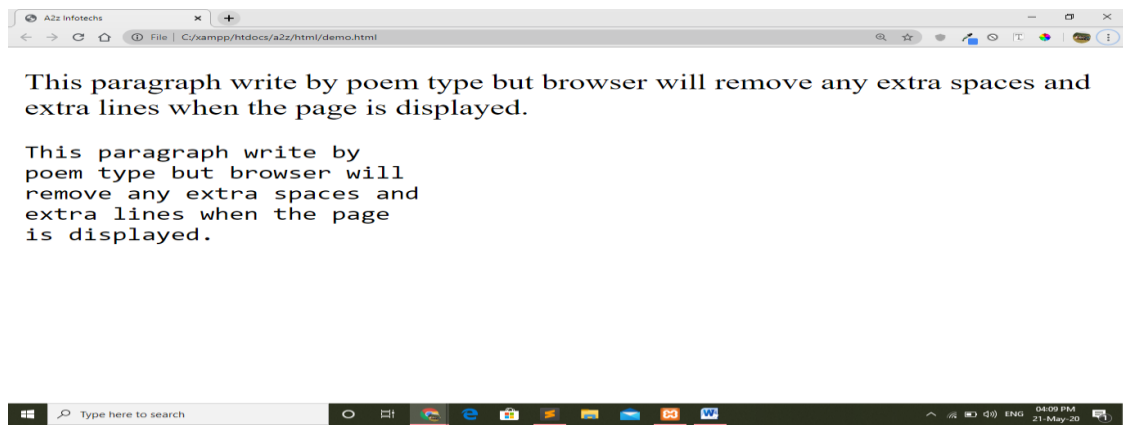 A2z Infotechs
File | C:/xampp/htdocs/a2z/html/demo.html
This paragraph write by poem type but browser will remove any extra spaces and
extra lines when the page is displayed.
This paragraph write by
poem type but browser will
remove any extra spaces and
extra lines when the page
is displayed.
Type here to search
ENG
04:09 PM
21-May-20